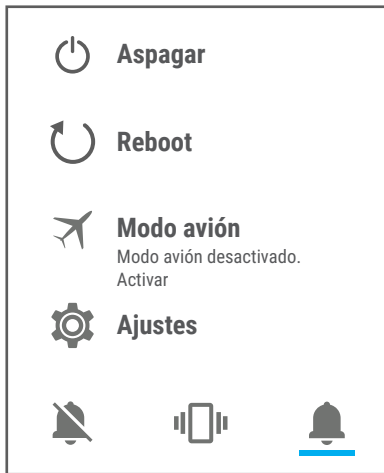 Aspagar
Reboot
Modo avión
Modo avión desactivado.
Activar
Ajustes